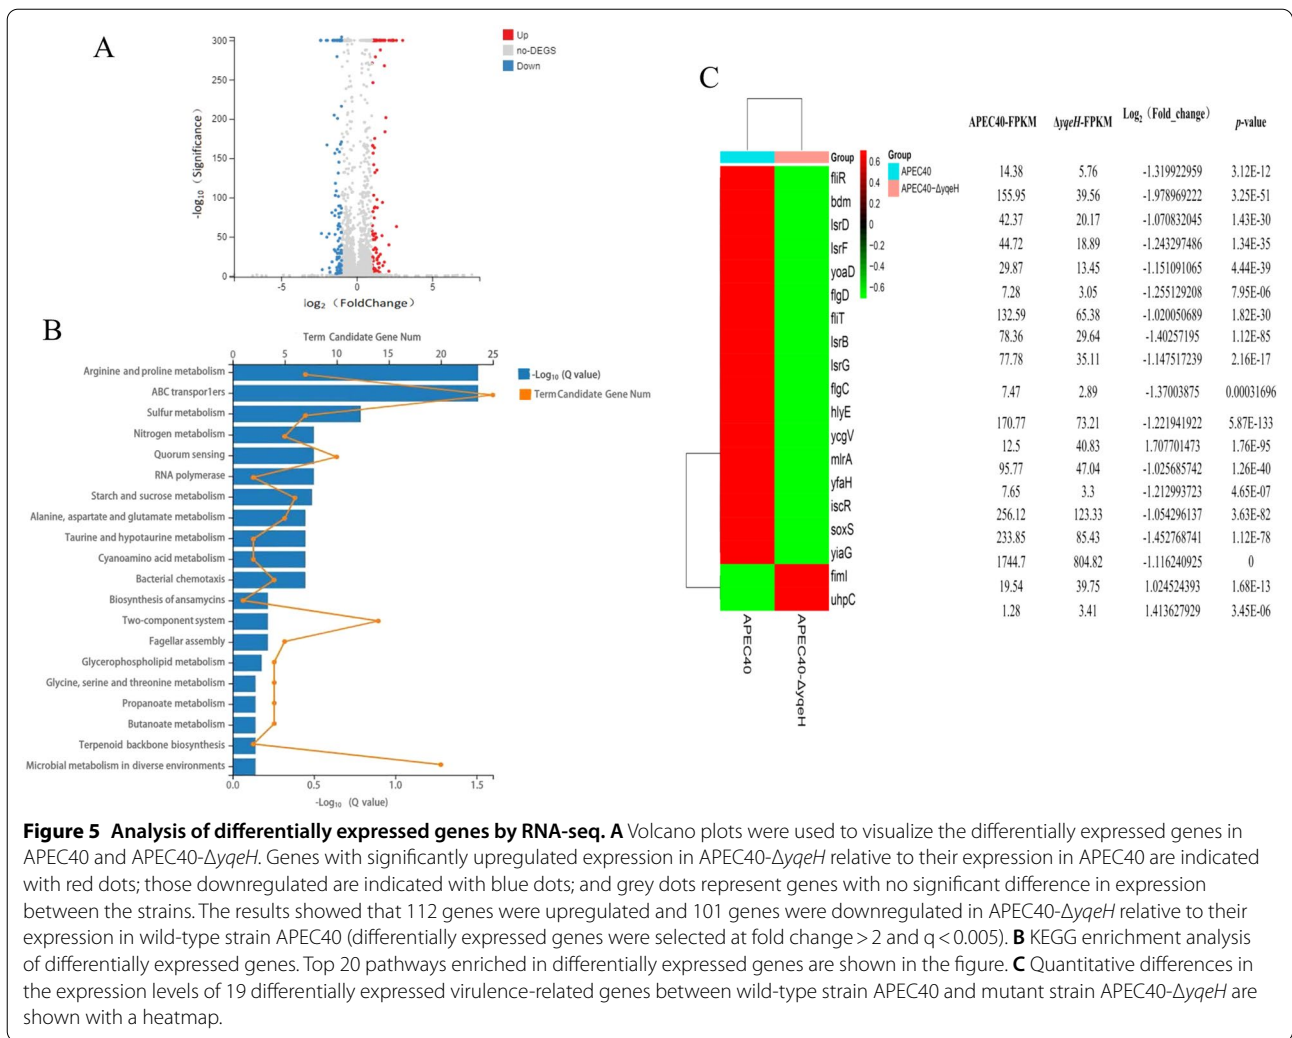 A
300
250
200
150
100
50
0
-log10 (Significance)
-5
0
5
log2 (FoldChange)
Up
no-DEGS
Down
B
Term Candidate Gene Num
0 5 10 15 20 25
Arginine and proline metabolism
ABC transpor1ers
Sulfur metabolism
Nitrogen metabolism
Quorum sensing
RNA polymerase
Starch and sucrose metabolism
Alanine, aspartate and glutamate metabolism
Taurine and hypotaurine metabolism
Cyanoamino acid metabolism
Bacterial chemotaxis
Biosynthesis of ansamycins
Two-component system
Fagellar assembly
Glycerophospholipid metabolism
Glycine, serine and threonine metabolism
Propanoate metabolism
Butanoate metabolism
Terpenoid backbone biosynthesis
Microbial metabolism in diverse environments
0.0 0.5 1.0 1.5
-Log10 (Q value)
-Log10 (Q value)
Term Candidate Gene Num
C
Group
fliR
bdm
lsrD
lsrF
yoaD
flgD
fliT
lsrB
lsrG
flgC
hlyE
ycgV
mlrA
yfaH
iscR
soxS
yiaG
fimI
uhpC
APEC40
APEC40-ΔyqeH
0.6
0.4
0.2
0
−0.2
−0.4
−0.6
Group
APEC40
APEC40−ΔyqeH
APEC40-FPKM ΔyqeH-FPKM Log2 (Fold_change) p-value
14.38 5.76 -1.319922959 3.12E-12
155.95 39.56 -1.978969222 3.25E-51
42.37 20.17 -1.070832045 1.43E-30
44.72 18.89 -1.243297486 1.34E-35
29.87 13.45 -1.151091065 4.44E-39
7.28 3.05 -1.255129208 7.95E-06
132.59 65.38 -1.020050689 1.82E-30
78.36 29.64 -1.40257195 1.12E-85
77.78 35.11 -1.147517239 2.16E-17
7.47 2.89 -1.37003875 0.00031696
170.77 73.21 -1.221941922 5.87E-133
12.5 40.83 1.707701473 1.76E-95
95.77 47.04 -1.025685742 1.26E-40
7.65 3.3 -1.212993723 4.65E-07
256.12 123.33 -1.054296137 3.63E-82
233.85 85.43 -1.452768741 1.12E-78
1744.7 804.82 -1.116240925 0
19.54 39.75 1.024524393 1.68E-13
1.28 3.41 1.413627929 3.45E-06
Figure 5 Analysis of differentially expressed genes by RNA-seq. A Volcano plots were used to visualize the differentially expressed genes in
APEC40 and APEC40-ΔyqeH. Genes with significantly upregulated expression in APEC40-ΔyqeH relative to their expression in APEC40 are indicated
with red dots; those downregulated are indicated with blue dots; and grey dots represent genes with no significant difference in expression
between the strains. The results showed that 112 genes were upregulated and 101 genes were downregulated in APEC40-ΔyqeH relative to their
expression in wild-type strain APEC40 (differentially expressed genes were selected at fold change > 2 and q < 0.005). B KEGG enrichment analysis
of differentially expressed genes. Top 20 pathways enriched in differentially expressed genes are shown in the figure. C Quantitative differences in
the expression levels of 19 differentially expressed virulence-related genes between wild-type strain APEC40 and mutant strain APEC40-ΔyqeH are
shown with a heatmap.